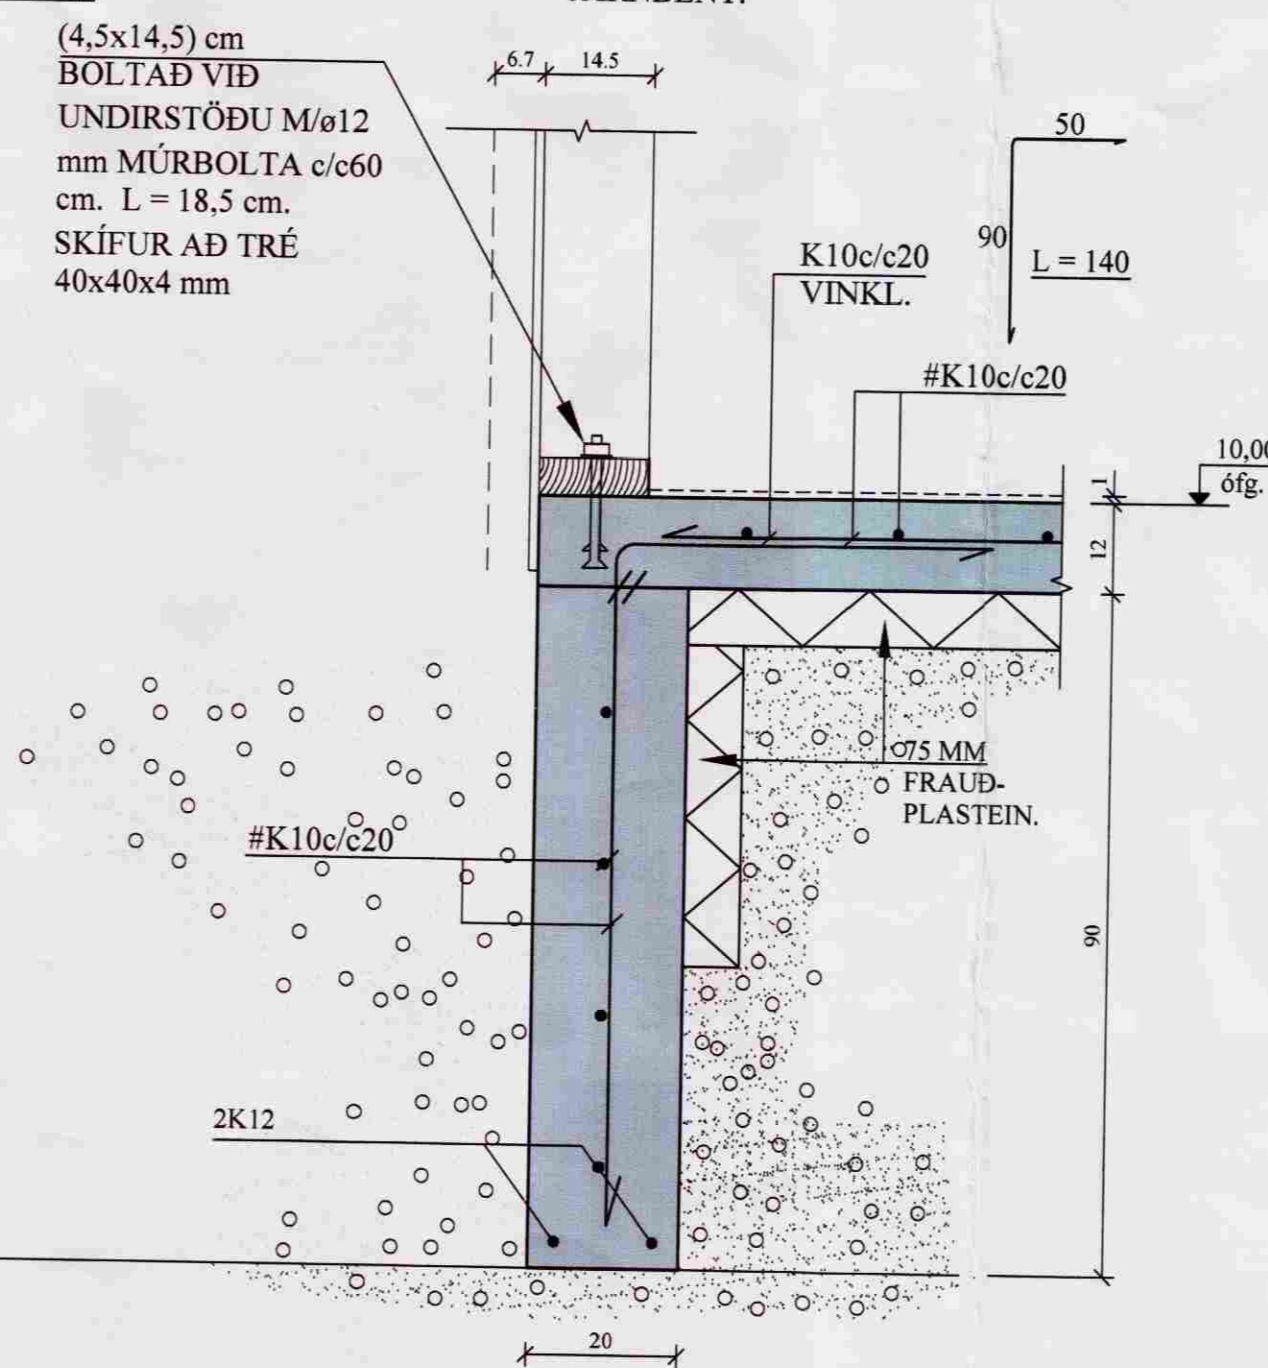 (4,5x14,5) cm
BOLTAÐ VIÐ
UNDIRSTÖÐU M/ø12
mm MÚRBOLTA c/c60
cm. L = 18,5 cm.
SKÍFUR AÐ TRÉ
40x40x4 mm
6.7
14.5
50
90
L = 140
K10c/c20
VINKL.
#K10c/c20
10,00
ófg.
1
12
75 MM
FRAUÐ-
PLASTEIN.
#K10c/c20
90
2K12
20